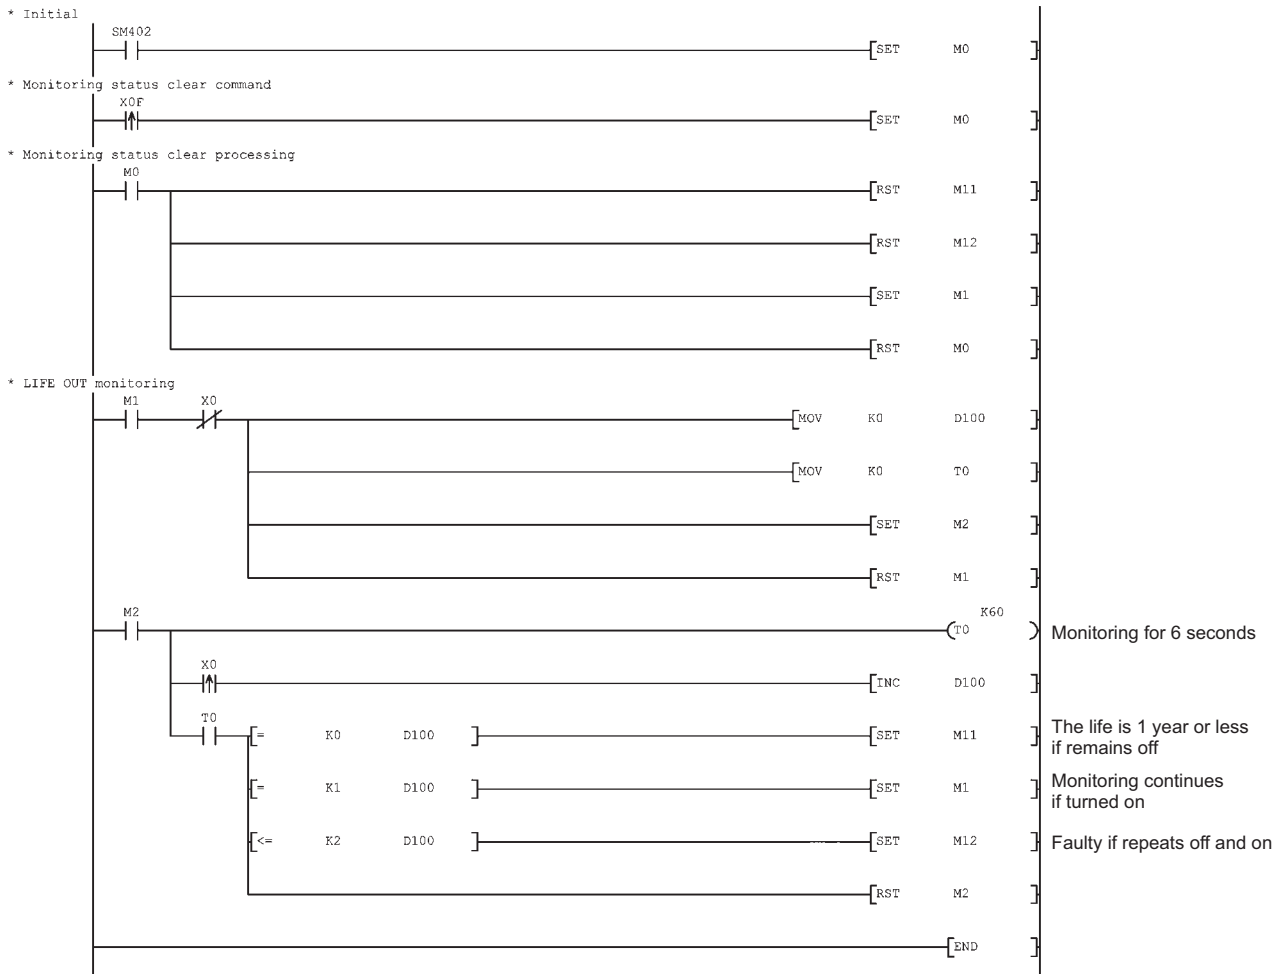 * Initial
SM402
SET M0
* Monitoring status clear command
X0F
SET M0
* Monitoring status clear processing
M0
RST M11
RST M12
SET M1
RST M0
* LIFE OUT monitoring
M1 X0
MOV K0 D100
MOV K0 T0
SET M2
RST M1
M2 K60
T0 Monitoring for 6 seconds
X0
INC D100
T0
= K0 D100 SET M11 The life is 1 year or less
if remains off
= K1 D100 SET M1 Monitoring continues
if turned on
<= K2 D100 SET M12 Faulty if repeats off and on
RST M2
END